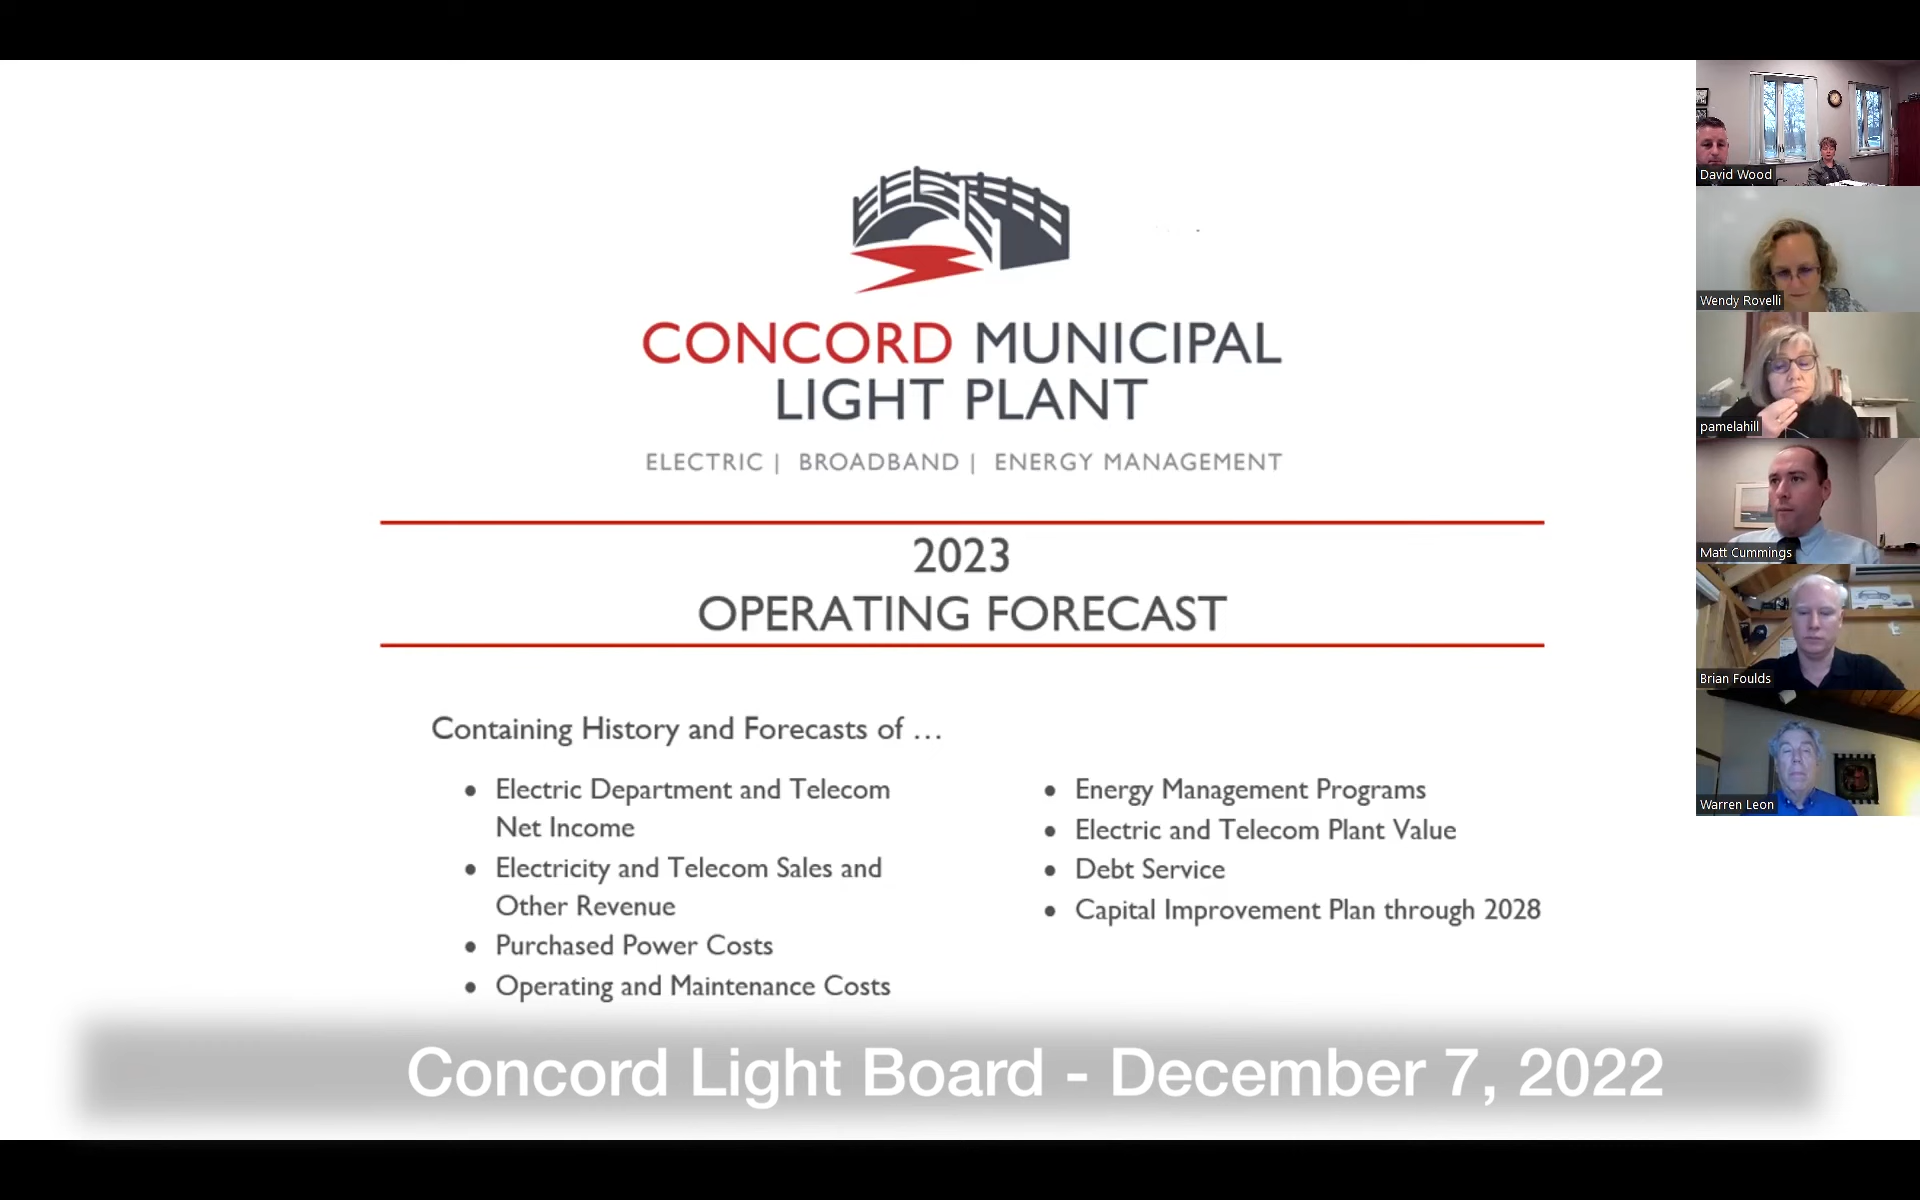 CONCORD MUNICIPAL
LIGHT PLANT
ELECTRIC | BROADBAND | ENERGY MANAGEMENT
2023
OPERATING FORECAST
Containing History and Forecasts of …
• Electric Department and Telecom
Net Income
• Electricity and Telecom Sales and
Other Revenue
• Purchased Power Costs
• Operating and Maintenance Costs
• Energy Management Programs
• Electric and Telecom Plant Value
• Debt Service
• Capital Improvement Plan through 2028
Concord Light Board - December 7, 2022
David Wood
Wendy Rovelli
pamelahill
Matt Cummings
Brian Foulds
Warren Leon